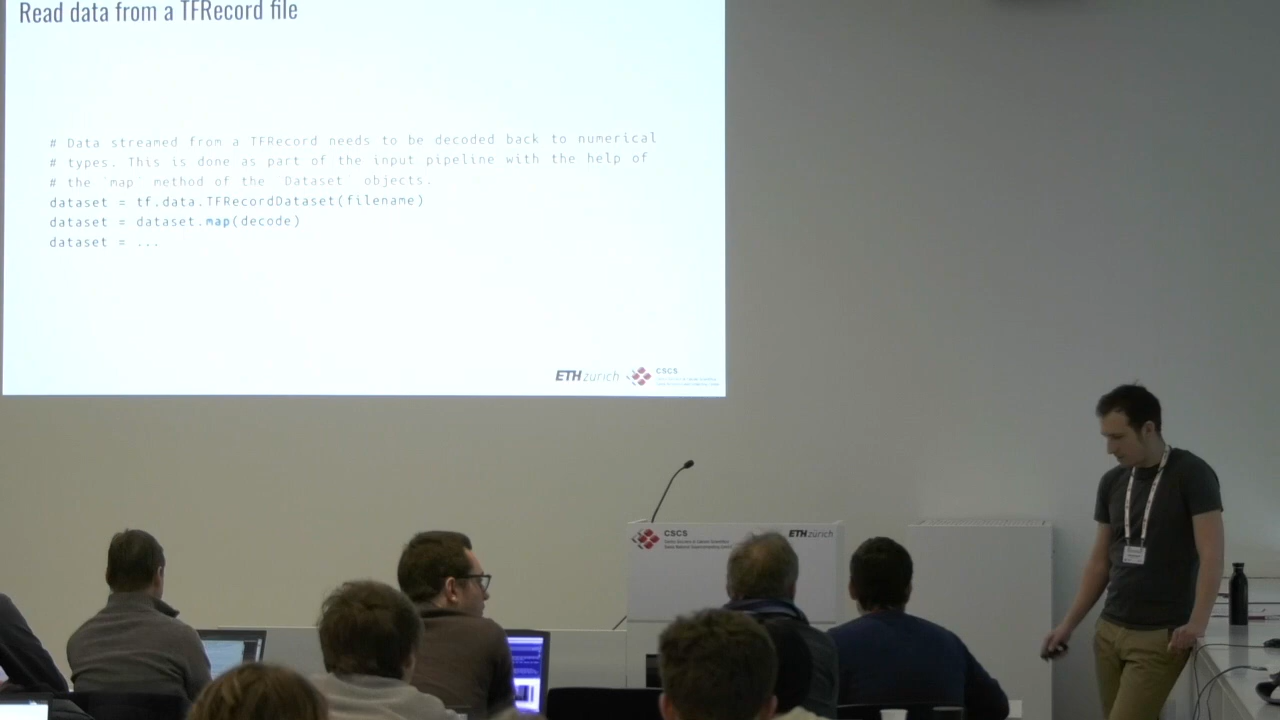 Read data from a TFRecord file
# Data streamed from a TFRecord needs to be decoded back to numerical
# types. This is done as part of the input pipeline with the help of
# the `map` method of the `Dataset` objects.
dataset = tf.data.TFRecordDataset(filename)
dataset = dataset.map(decode)
dataset = ...
ETH zürich
CSCS
CSCS
ETH zürich